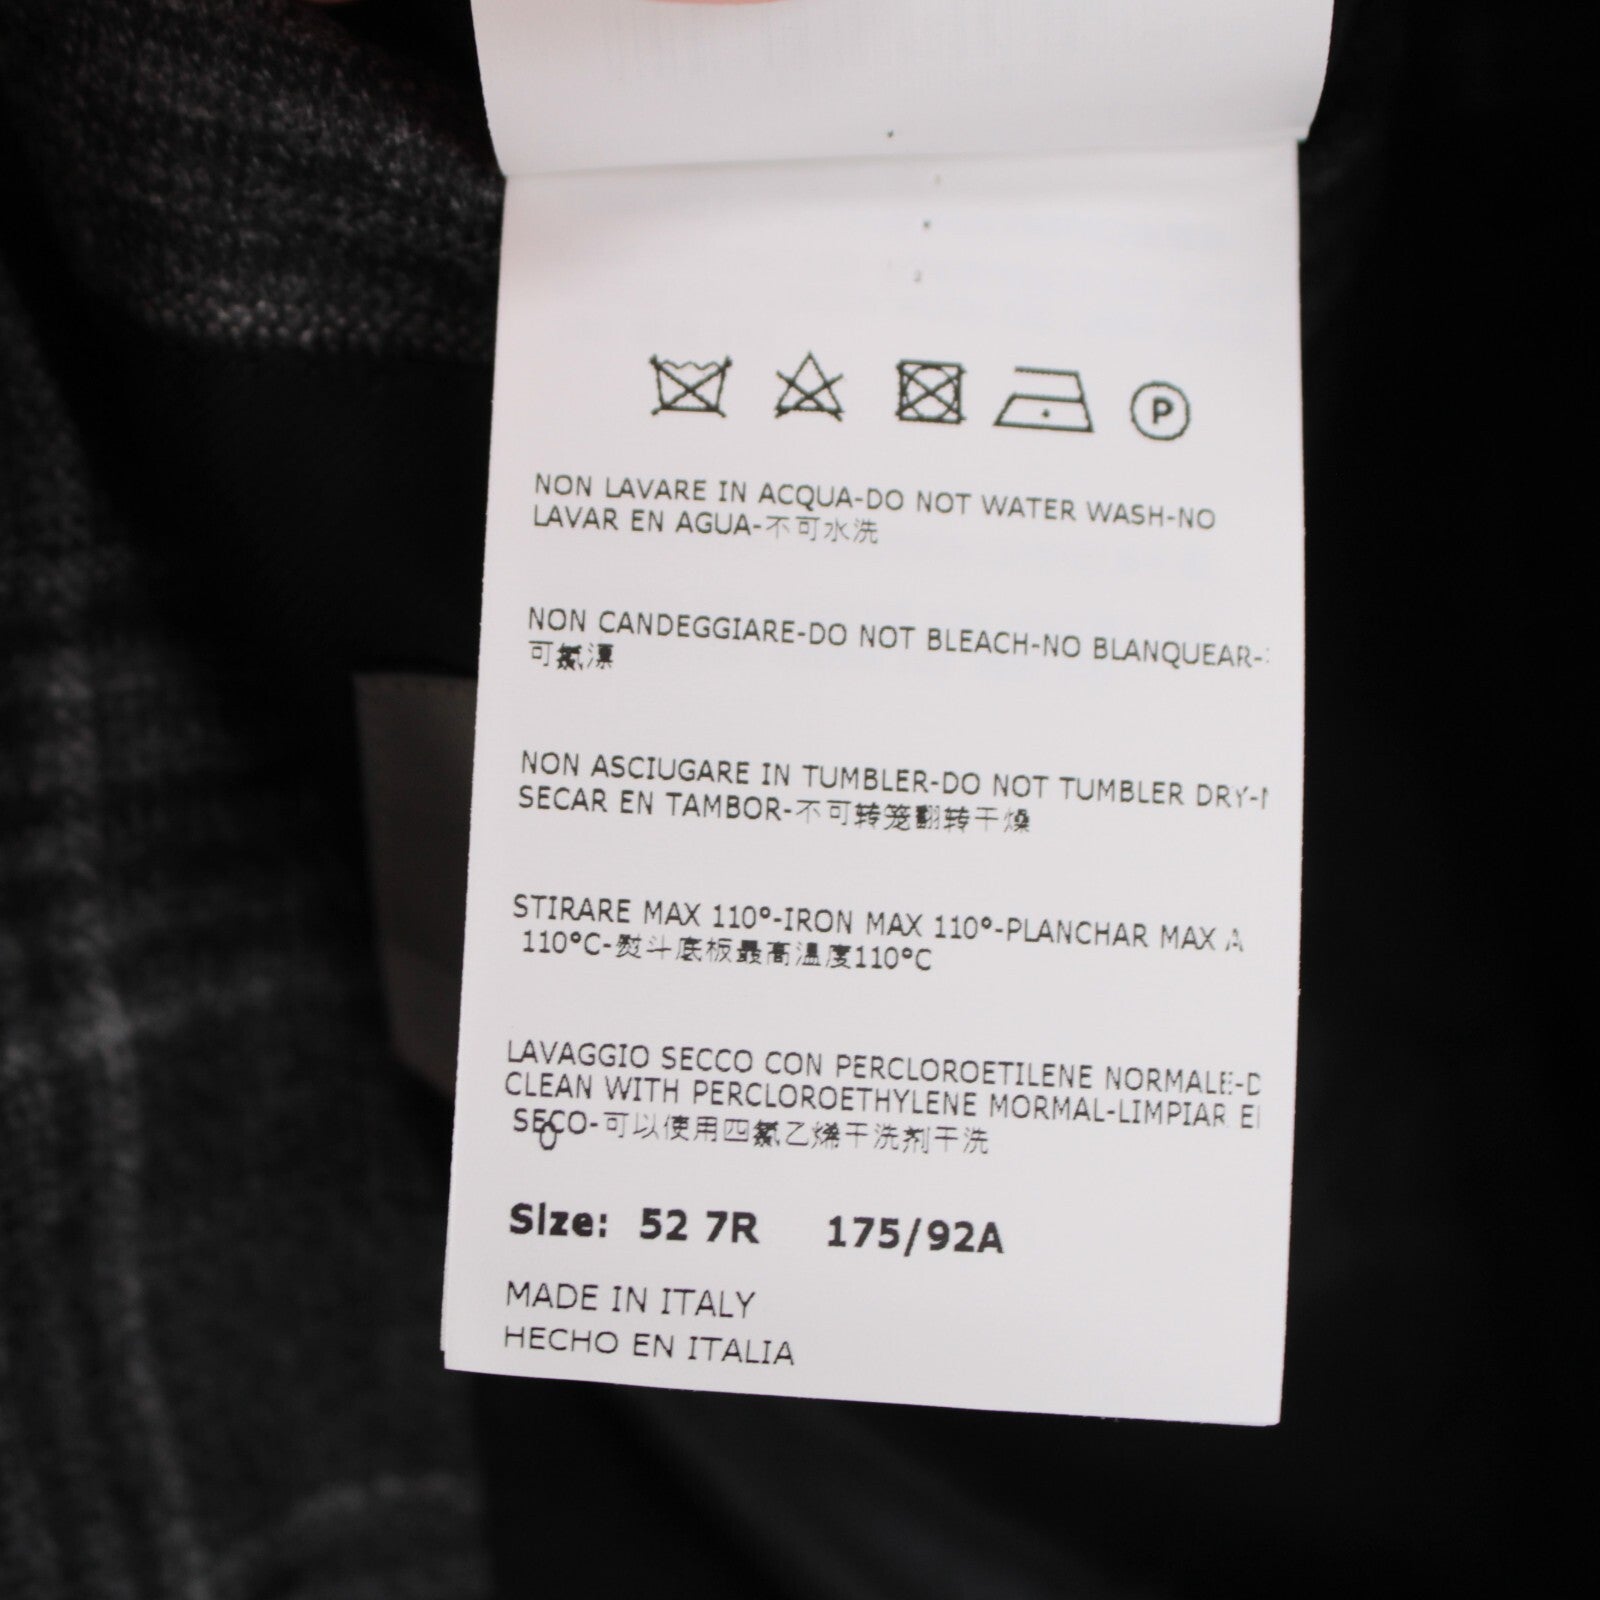 P
NON LAVARE IN ACQUA-DO NOT WATER WASH-NO
LAVAR EN AGUA-不可水洗
NON CANDEGGIARE-DO NOT BLEACH-NO BLANQUEAR-
可氯漂
NON ASCIUGARE IN TUMBLER-DO NOT TUMBLER DRY-
SECAR EN TAMBOR-不可转笼翻转干燥
STIRARE MAX 110°-IRON MAX 110°-PLANCHAR MAX A
110°C-熨斗底板最高温度110°C
LAVAGGIO SECCO CON PERCLOROETILENE NORMALE-D
CLEAN WITH PERCLOROETHYLENE MORMAL-LIMPIAR E
SECO-可以使用四氯乙烯干洗剂干洗
Size: 52 7R 175/92A
MADE IN ITALY
HECHO EN ITALIA